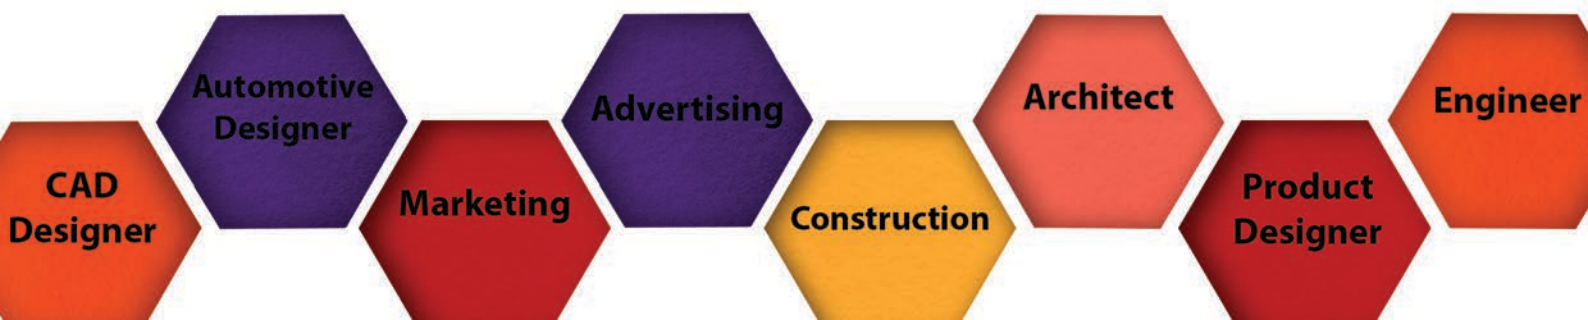 CAD
Designer
Automotive
Designer
Marketing
Advertising
Construction
Architect
Product
Designer
Engineer